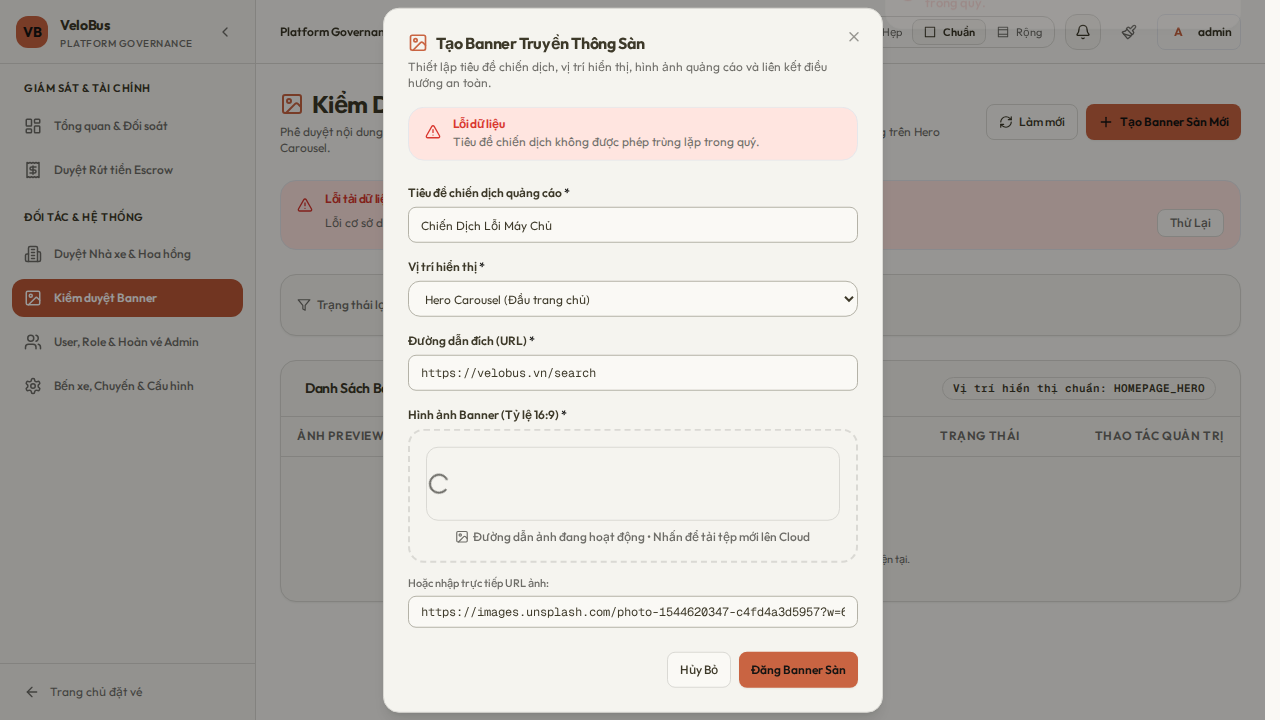 VB
VeloBus
PLATFORM GOVERNANCE
GIÁM SÁT & TÀI CHÍNH
Tổng quan & Đối soát
Duyệt Rút tiền Escrow
ĐỐI TÁC & HỆ THỐNG
Duyệt Nhà xe & Hoa hồng
Kiểm duyệt Banner
User, Role & Hoàn vé Admin
Bến xe, Chuyến & Cấu hình
Trang chủ đặt vé
Platform Governan
trong quý.
Hẹp
Chuẩn
Rộng
A
admin
Kiểm D
Phê duyệt nội dung
g trên Hero
Carousel.
Làm mới
Tạo Banner Sàn Mới
Lỗi tải dữ liệ
Lỗi cơ sở d
Thử Lại
Trạng thái lọ
Danh Sách B
Vị trí hiển thị chuẩn: HOMEPAGE_HERO
ẢNH PREVIEW
TRẠNG THÁI
THAO TÁC QUẢN TRỊ
ện tại.
Tạo Banner Truyền Thông Sàn
Thiết lập tiêu đề chiến dịch, vị trí hiển thị, hình ảnh quảng cáo và liên kết điều
hướng an toàn.
Lỗi dữ liệu
Tiêu đề chiến dịch không được phép trùng lặp trong quý.
Tiêu đề chiến dịch quảng cáo *
Chiến Dịch Lỗi Máy Chủ
Vị trí hiển thị *
Hero Carousel (Đầu trang chủ)
Đường dẫn đích (URL) *
https://velobus.vn/search
Hình ảnh Banner (Tỷ lệ 16:9) *
Đường dẫn ảnh đang hoạt động • Nhấn để tải tệp mới lên Cloud
Hoặc nhập trực tiếp URL ảnh:
https://images.unsplash.com/photo-1544620347-c4fd4a3d5957?w=6
Hủy Bỏ
Đăng Banner Sàn